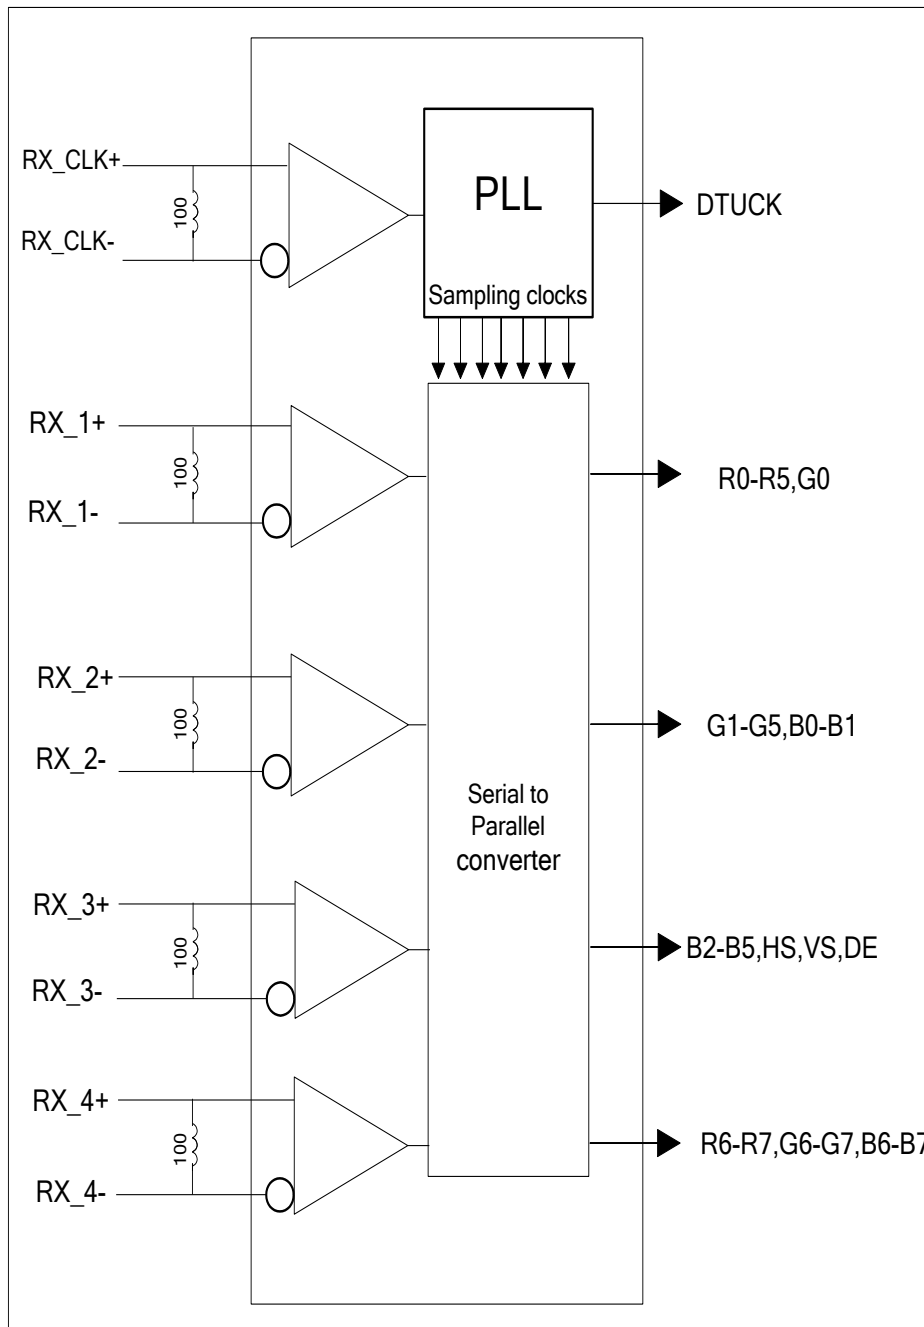 RX_CLK+
100
RX_CLK-
PLL
Sampling clocks
DTUCK
RX_1+
100
RX_1-
R0-R5,G0
RX_2+
100
RX_2-
G1-G5,B0-B1
Serial to
Parallel
converter
RX_3+
100
RX_3-
B2-B5,HS,VS,DE
RX_4+
100
RX_4-
R6-R7,G6-G7,B6-B7